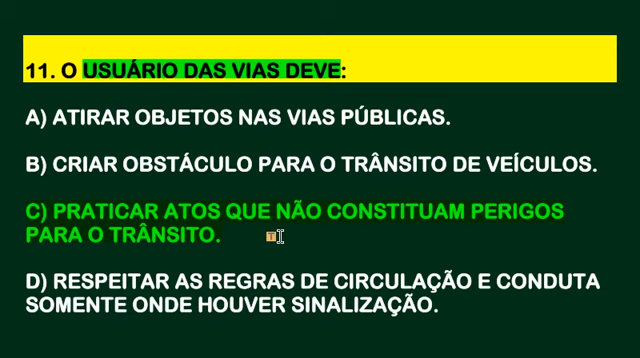 11. O USUÁRIO DAS VIAS DEVE:
A) ATIRAR OBJETOS NAS VIAS PÚBLICAS.
B) CRIAR OBSTÁCULO PARA O TRÂNSITO DE VEÍCULOS.
C) PRATICAR ATOS QUE NÃO CONSTITUAM PERIGOS
PARA O TRÂNSITO.
D) RESPEITAR AS REGRAS DE CIRCULAÇÃO E CONDUTA
SOMENTE ONDE HOUVER SINALIZAÇÃO.